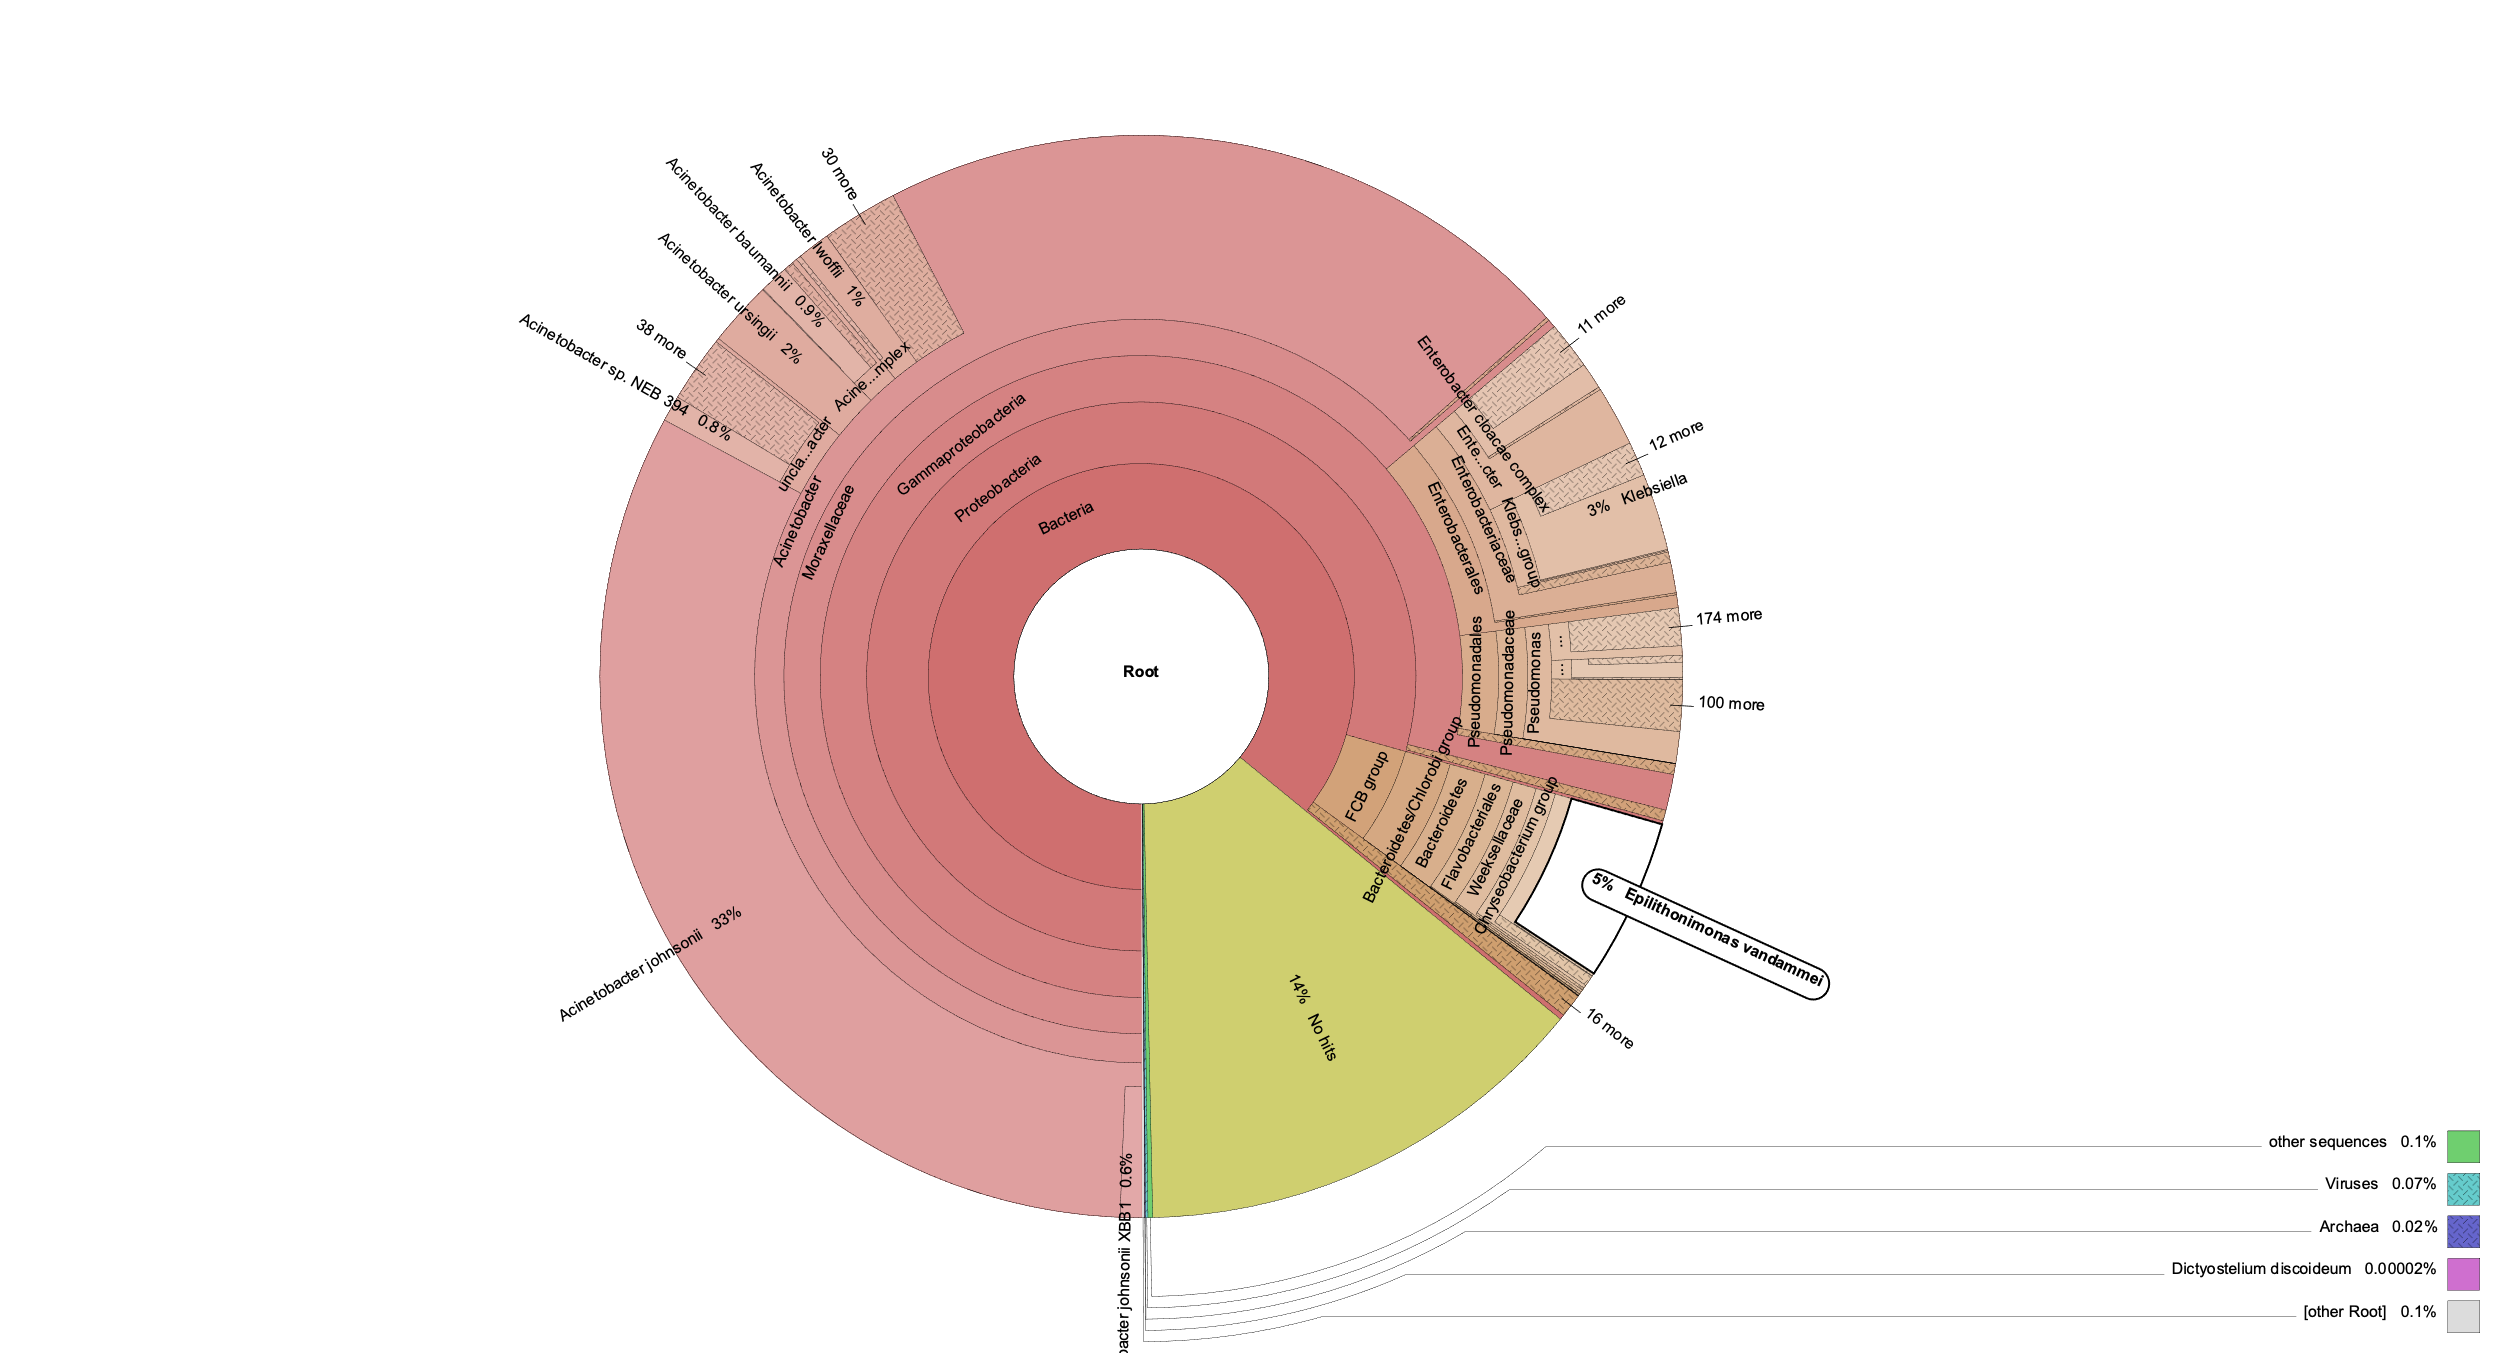 30 more
Acinetobacter lwoffii 1%
Acinetobacter baumannii 0.9%
Acinetobacter ursingii 2%
38 more
Acinetobacter sp. NEB 394 0.8%
Acine...mplex
uncla...acter
Acinetobacter
Moraxellaceae
Gammaproteobacteria
Proteobacteria
Bacteria
Root
11 more
Enterobacter cloacae complex
12 more
Ente...cter
3% Klebsiella
Klebs...group
Enterobacteriaceae
Enterobacterales
174 more
...
...
100 more
Pseudomonadales
Pseudomonadaceae
Pseudomonas
FCB group
Bacteroidetes/Chlorobi group
Bacteroidetes
Flavobacteriales
Weeksellaceae
Chryseobacterium group
5% Epilithonimonas vandammei
16 more
14% No hits
Acinetobacter johnsonii 33%
bacter johnsonii XBB1 0.6%
other sequences 0.1%
Viruses 0.07%
Archaea 0.02%
Dictyostelium discoideum 0.00002%
[other Root] 0.1%